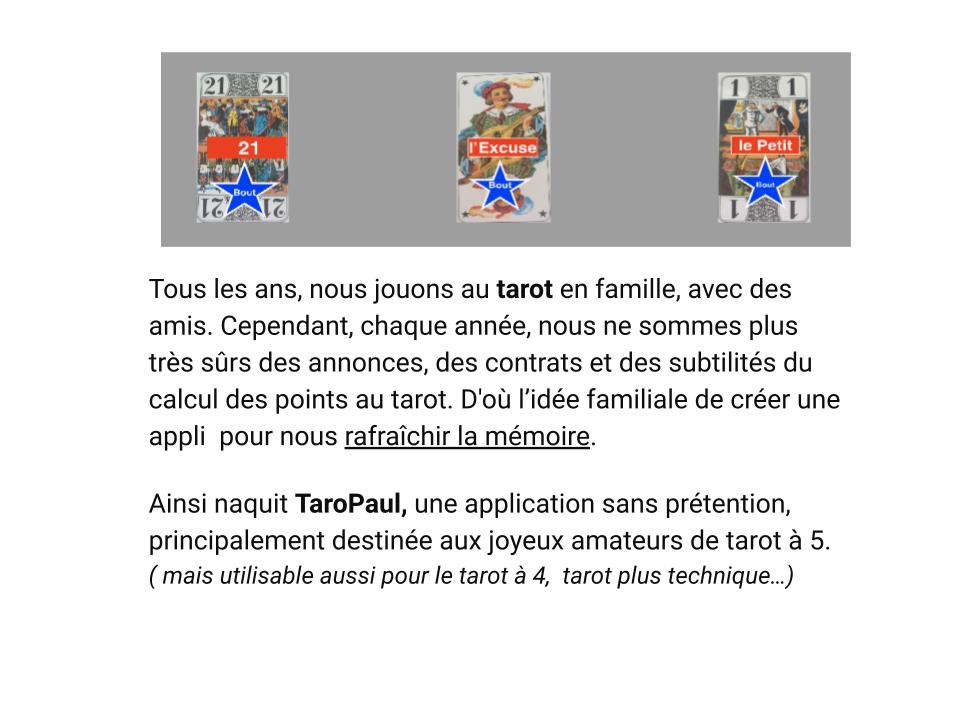 21 21
21
Bout
21 21
l'Excuse
Bout
1 1
le Petit
Bout
1 1
Tous les ans, nous jouons au tarot en famille, avec des
amis. Cependant, chaque année, nous ne sommes plus
très sûrs des annonces, des contrats et des subtilités du
calcul des points au tarot. D'où l’idée familiale de créer une
appli  pour nous rafraîchir la mémoire.
Ainsi naquit TaroPaul, une application sans prétention,
principalement destinée aux joyeux amateurs de tarot à 5.
( mais utilisable aussi pour le tarot à 4,  tarot plus technique…)